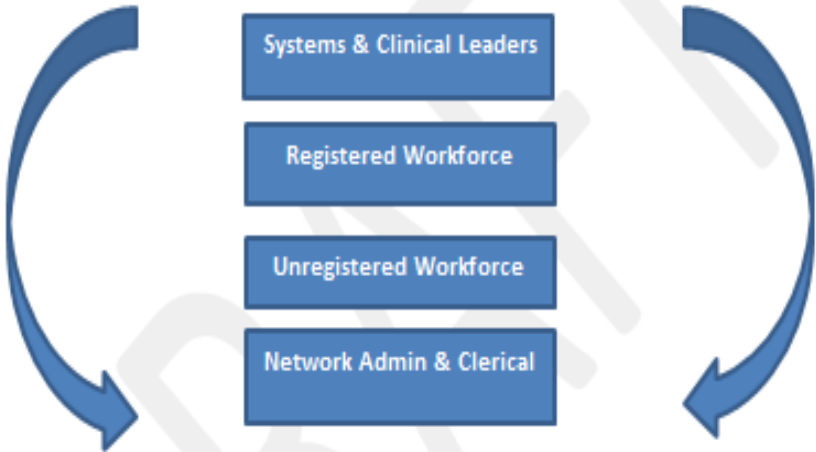 Systems & Clinical Leaders
Registered Workforce
Unregistered Workforce
Network Admin & Clerical